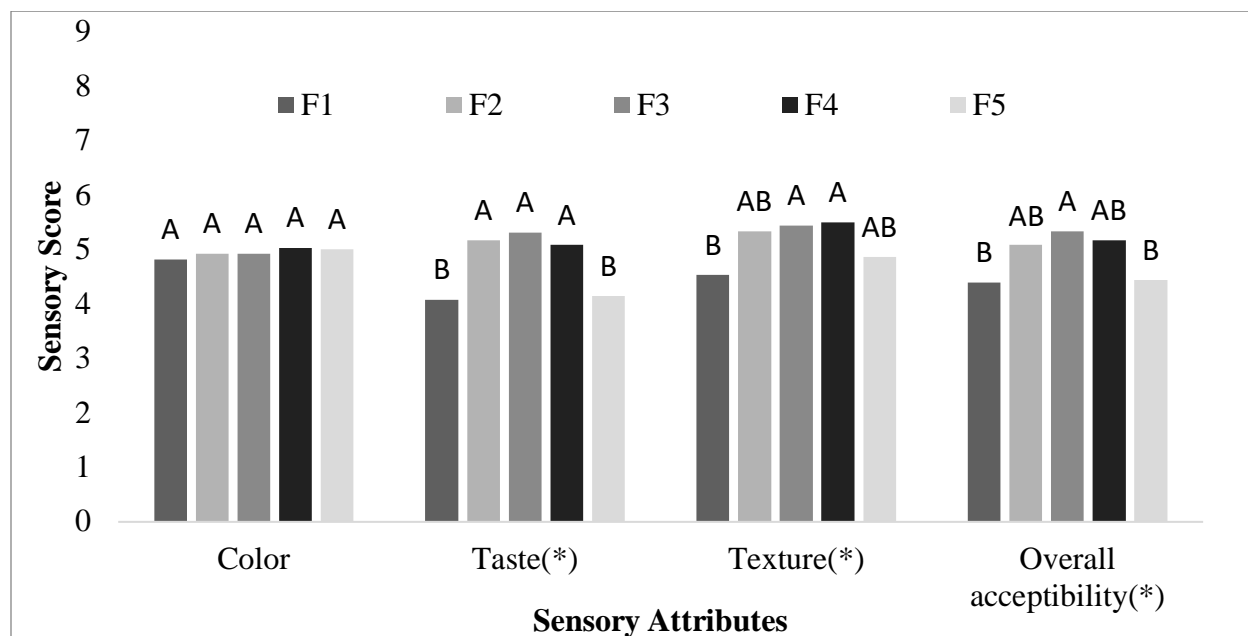 9
8
7
6
5
4
3
2
1
0
Sensory Score
F1 F2 F3 F4 F5
A A A A A
B A A A B
B AB A A AB
B AB A AB B
Color Taste(*) Texture(*) Overall
acceptibility(*)
Sensory Attributes